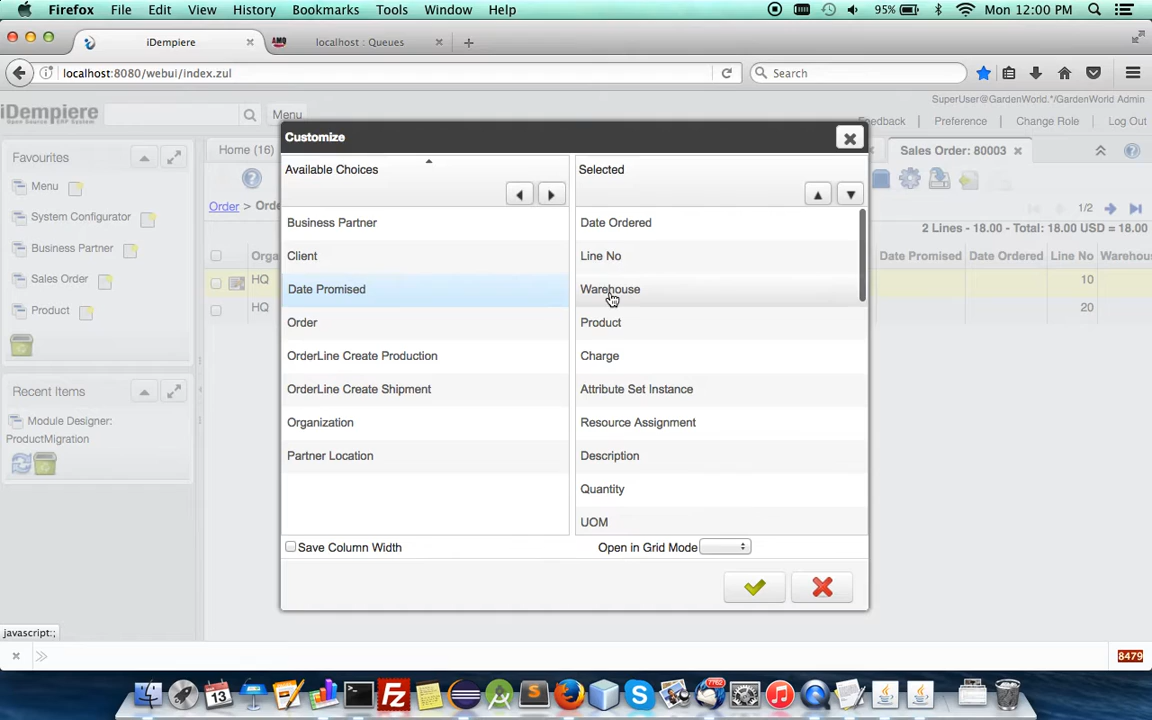 Firefox File Edit View History Bookmarks Tools Window Help 95% Mon 12:00 PM
iDempiere × localhost : Queues × +
localhost:8080/webui/index.zul Search
SuperUser@GardenWorld.*/GardenWorld Admin
iDempiere Menu Feedback Preference Change Role Log Out
Favourites Home (16) Sales Order: 80003 ×
Menu
System Configurator
Business Partner
Sales Order
Product
Recent Items
Module Designer:
ProductMigration
Order > Orde 1/2
2 Lines - 18.00 - Total: 18.00 USD = 18.00
Orga Date Promised Date Ordered Line No Warehous
HQ 10
HQ 20
Customize
Available Choices
Business Partner
Client
Date Promised
Order
OrderLine Create Production
OrderLine Create Shipment
Organization
Partner Location
Selected
Date Ordered
Line No
Warehouse
Product
Charge
Attribute Set Instance
Resource Assignment
Description
Quantity
UOM
Save Column Width Open in Grid Mode
javascript:;
8479
13
7762